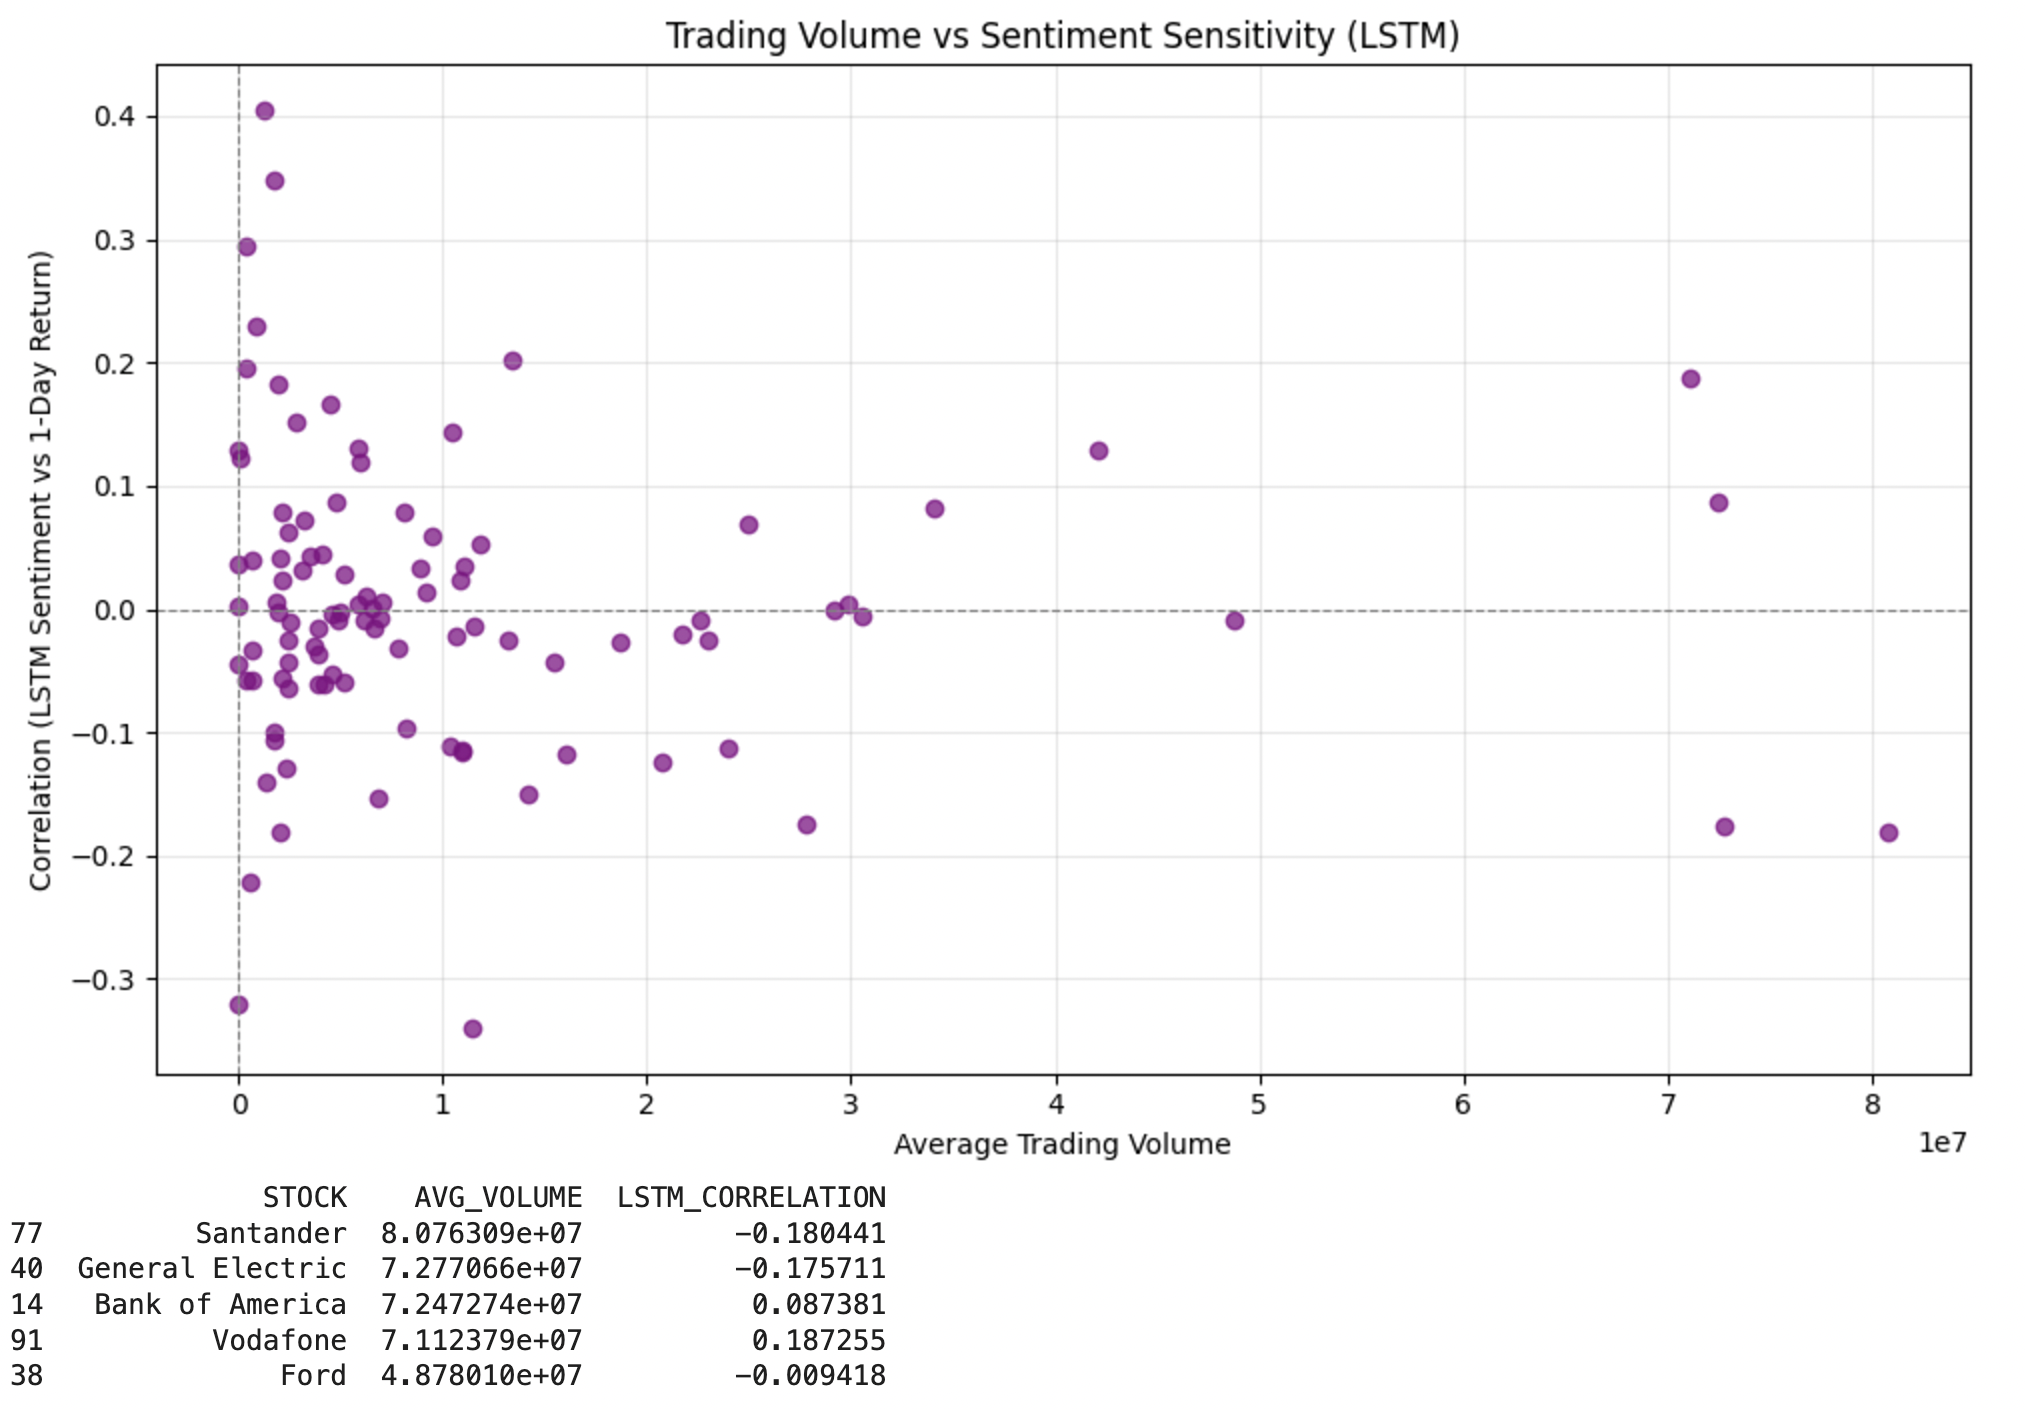 Trading Volume vs Sentiment Sensitivity (LSTM)
Correlation (LSTM Sentiment vs 1-Day Return)
0.4
0.3
0.2
0.1
0.0
−0.1
−0.2
−0.3
0 1 2 3 4 5 6 7 8
1e7
Average Trading Volume
STOCK AVG_VOLUME LSTM_CORRELATION
77 Santander 8.076309e+07 −0.180441
40 General Electric 7.277066e+07 −0.175711
14 Bank of America 7.247274e+07 0.087381
91 Vodafone 7.112379e+07 0.187255
38 Ford 4.878010e+07 −0.009418